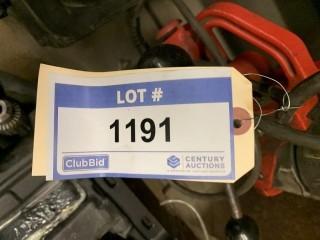 LOT #
1191
ClubBid
CENTURY
AUCTIONS